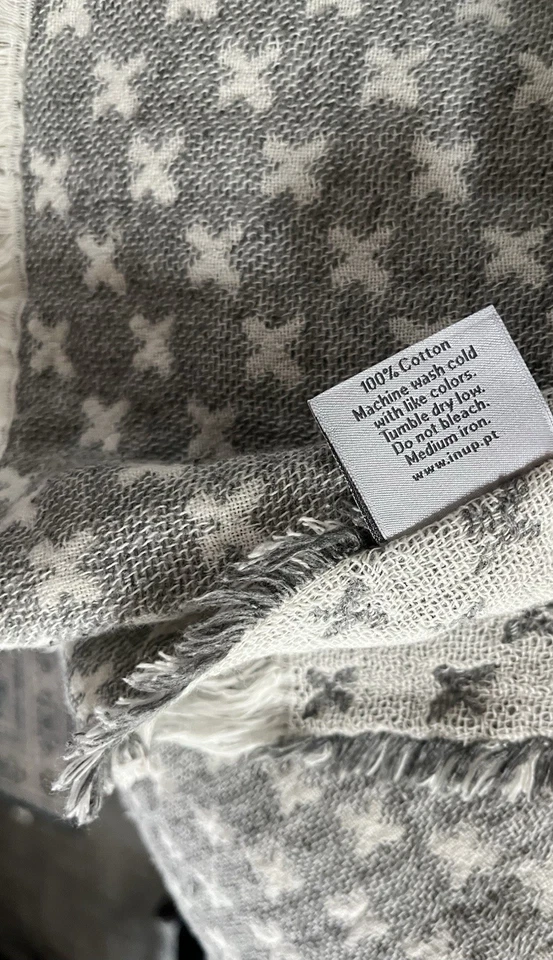 100% Cotton
Machine wash cold
with like colors.
Tumble dry low.
Do not bleach.
Medium iron.
www.inup.pt